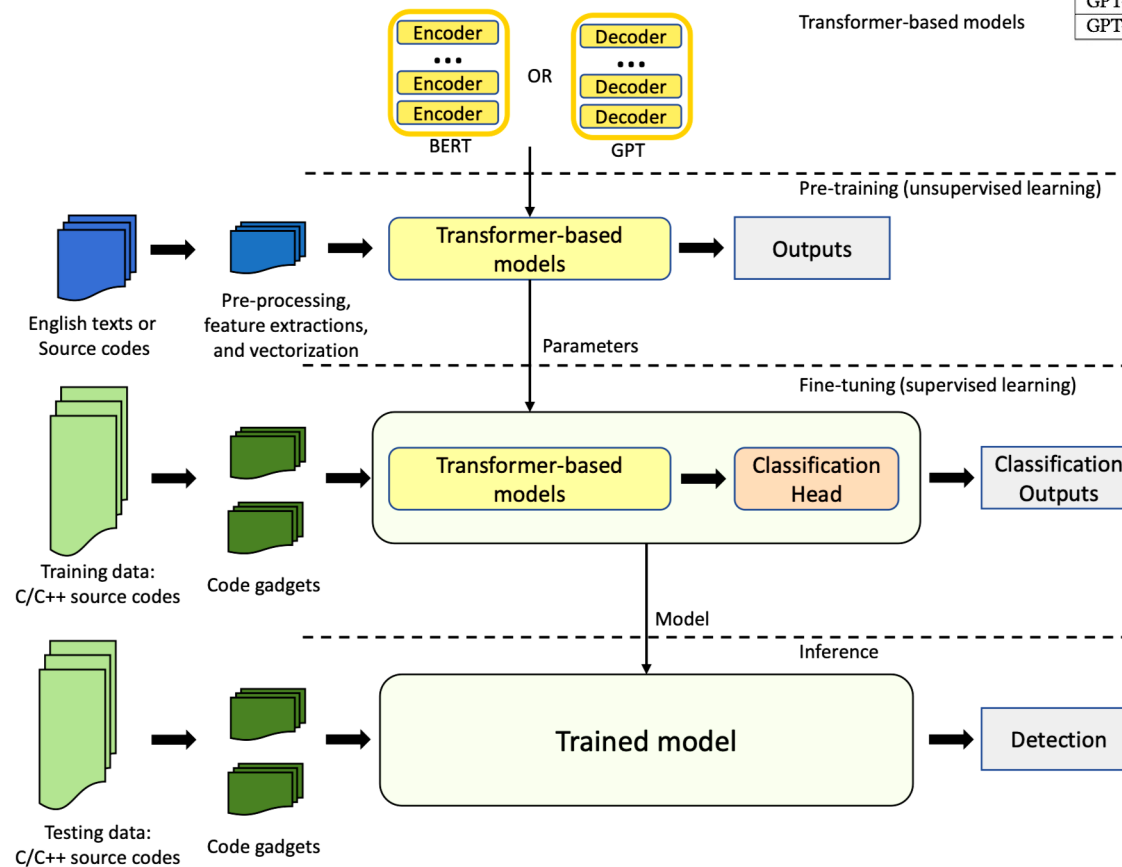 Encoder
...
Encoder
Encoder
BERT
OR
Decoder
...
Decoder
Decoder
GPT
Transformer-based models
GPT
GPT
Pre-training (unsupervised learning)
English texts or
Source codes
Pre-processing,
feature extractions,
and vectorization
Transformer-based
models
Outputs
Parameters
Fine-tuning (supervised learning)
Training data:
C/C++ source codes
Code gadgets
Transformer-based
models
Classification
Head
Classification
Outputs
Model
Inference
Testing data:
C/C++ source codes
Code gadgets
Trained model
Detection